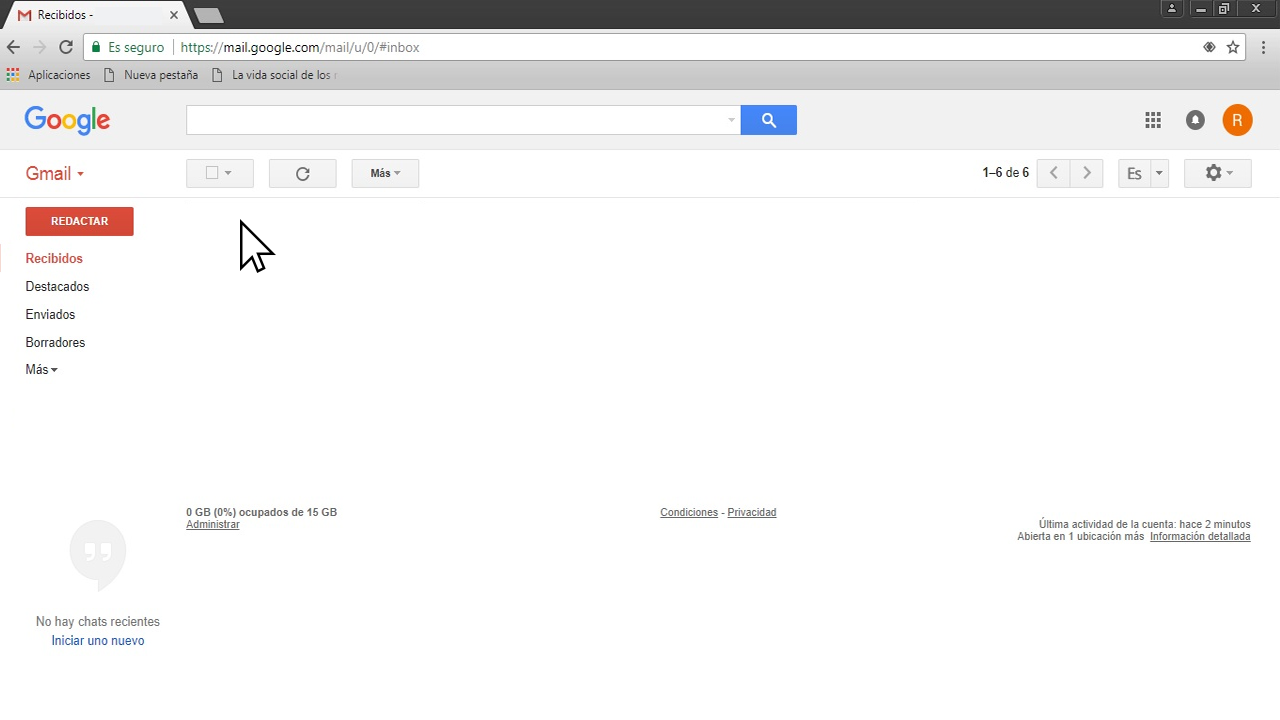 Recibidos -
Es seguro https://mail.google.com/mail/u/0/#inbox
Aplicaciones Nueva pestaña La vida social de los
Google R
Gmail Más 1–6 de 6 Es
REDACTAR
Recibidos
Destacados
Enviados
Borradores
Más
0 GB (0%) ocupados de 15 GB
Administrar
Condiciones - Privacidad
Última actividad de la cuenta: hace 2 minutos
Abierta en 1 ubicación más Información detallada
No hay chats recientes
Iniciar uno nuevo